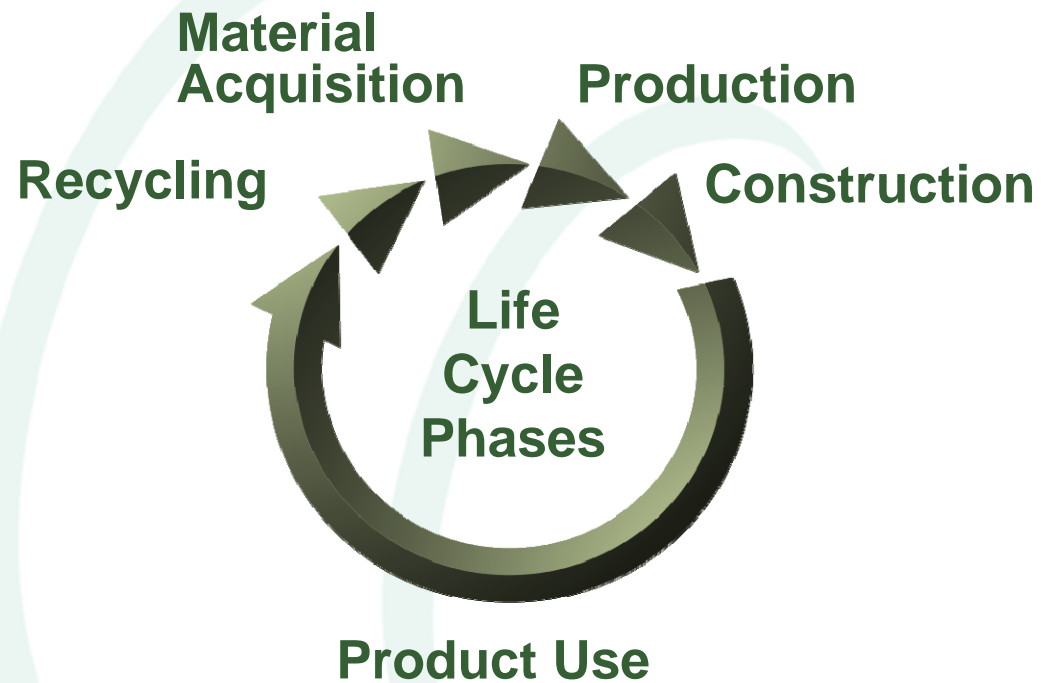 Material
Acquisition
Production
Recycling
Construction
Life
Cycle
Phases
Product Use